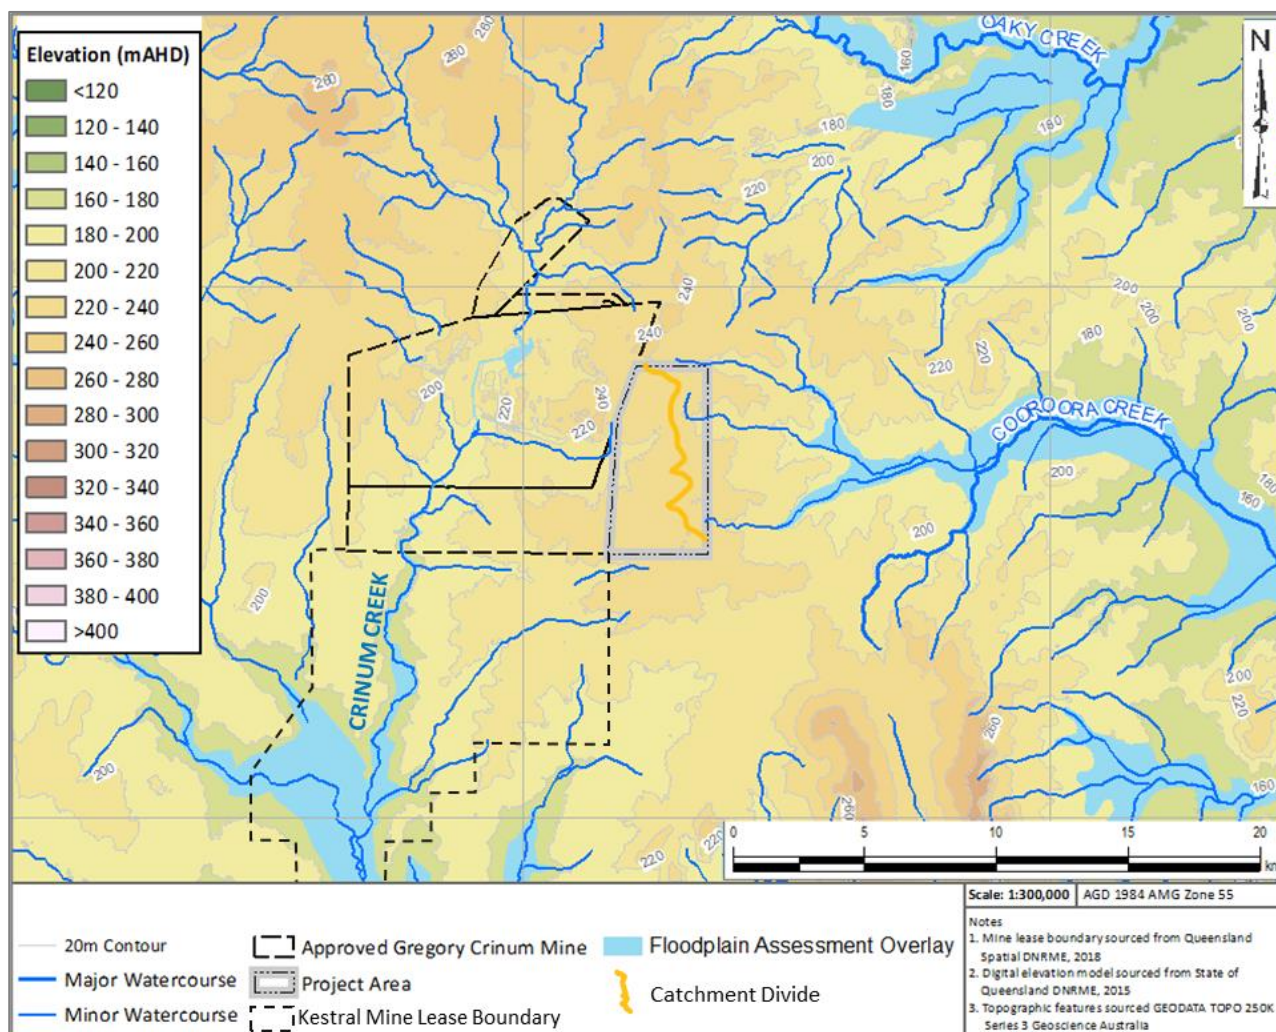 Elevation (mAHD)
<120
120 - 140
140 - 160
160 - 180
180 - 200
200 - 220
220 - 240
240 - 260
260 - 280
280 - 300
300 - 320
320 - 340
340 - 360
360 - 380
380 - 400
>400
OAKY CREEK
N
280
280
280
160
180
180
180
200
220
240
240
200
200
200
180
220
220
200
220
240
220
COOROORA CREEK
200
160
180
200
200
CRINUM CREEK
200
220
260
200
260
160
220
220
0 5 10 15 20
km
20m Contour
Major Watercourse
Minor Watercourse
Approved Gregory Crinum Mine
Project Area
Kestral Mine Lease Boundary
Floodplain Assessment Overlay
Catchment Divide
Scale: 1:300,000 AGD 1984 AMG Zone 55
Notes
1. Mine lease boundary sourced from Queensland
Spatial DNRME, 2018
2. Digital elevation model sourced from State of
Queensland DNRME, 2015
3. Topographic features sourced GEODATA TOPO 250K
Series 3 Geoscience Australia